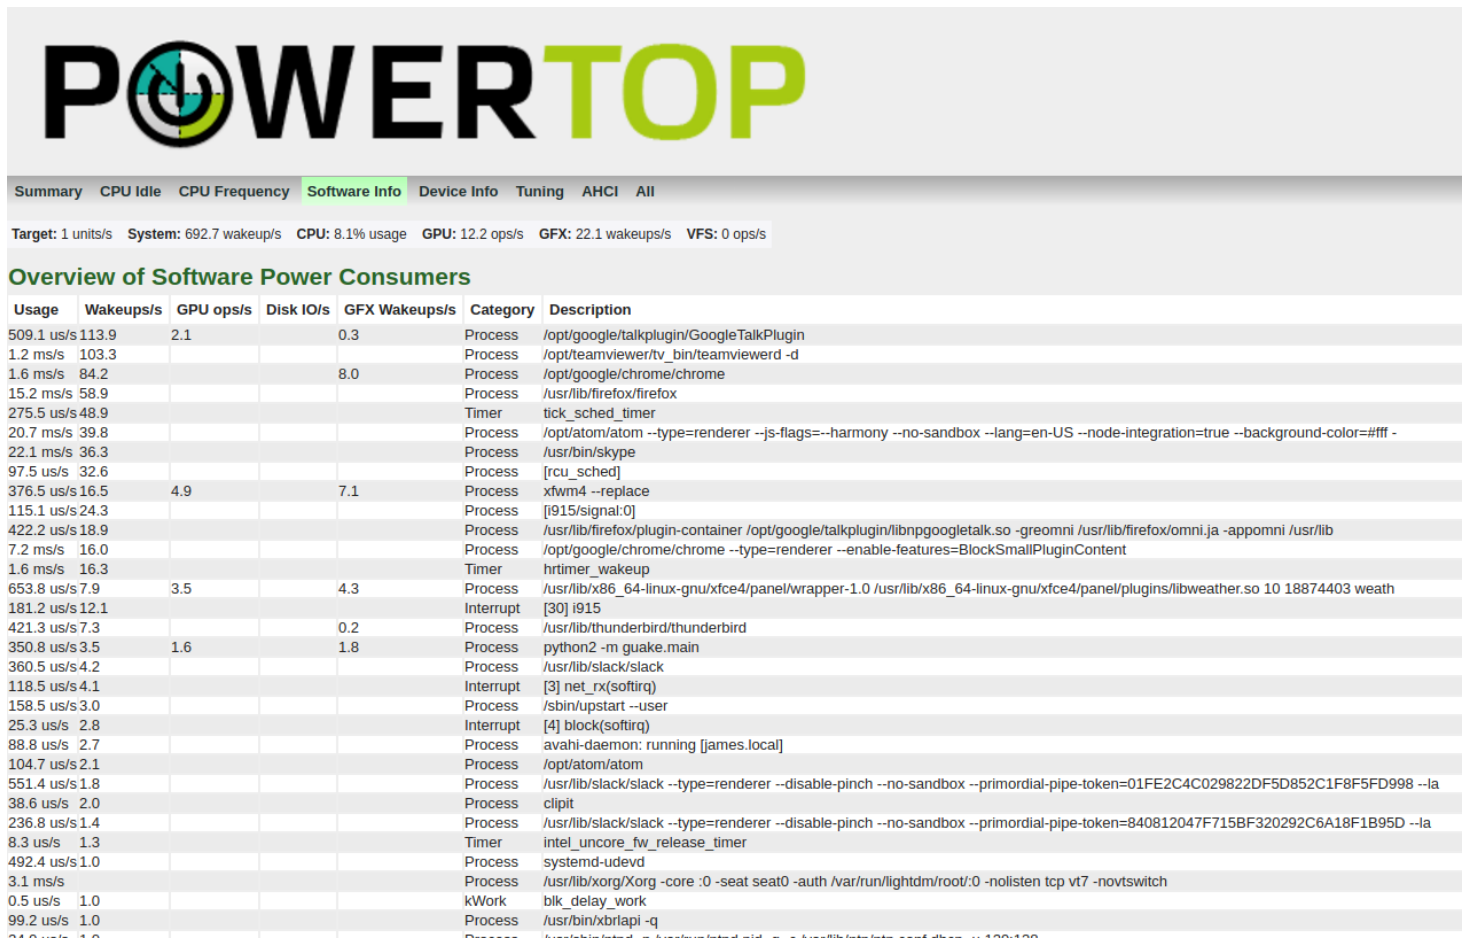 POWERTOP
Summary CPU Idle CPU Frequency Software Info Device Info Tuning AHCI All
Target: 1 units/s System: 692.7 wakeup/s CPU: 8.1% usage GPU: 12.2 ops/s GFX: 22.1 wakeups/s VFS: 0 ops/s
Overview of Software Power Consumers
Usage Wakeups/s GPU ops/s Disk IO/s GFX Wakeups/s Category Description
509.1 us/s 113.9 2.1 0.3 Process /opt/google/talkplugin/GoogleTalkPlugin
1.2 ms/s 103.3 Process /opt/teamviewer/tv_bin/teamviewerd -d
1.6 ms/s 84.2 8.0 Process /opt/google/chrome/chrome
15.2 ms/s 58.9 Process /usr/lib/firefox/firefox
275.5 us/s 48.9 Timer tick_sched_timer
20.7 ms/s 39.8 Process /opt/atom/atom --type=renderer --js-flags=--harmony --no-sandbox --lang=en-US --node-integration=true --background-color=#fff -
22.1 ms/s 36.3 Process /usr/bin/skype
97.5 us/s 32.6 Process [rcu_sched]
376.5 us/s 16.5 4.9 7.1 Process xfwm4 --replace
115.1 us/s 24.3 Process [i915/signal:0]
422.2 us/s 18.9 Process /usr/lib/firefox/plugin-container /opt/google/talkplugin/libnpgoogletalk.so -greomni /usr/lib/firefox/omni.ja -appomni /usr/lib
7.2 ms/s 16.0 Process /opt/google/chrome/chrome --type=renderer --enable-features=BlockSmallPluginContent
1.6 ms/s 16.3 Timer hrtimer_wakeup
653.8 us/s 7.9 3.5 4.3 Process /usr/lib/x86_64-linux-gnu/xfce4/panel/wrapper-1.0 /usr/lib/x86_64-linux-gnu/xfce4/panel/plugins/libweather.so 10 18874403 weath
181.2 us/s 12.1 Interrupt [30] i915
421.3 us/s 7.3 0.2 Process /usr/lib/thunderbird/thunderbird
350.8 us/s 3.5 1.6 1.8 Process python2 -m guake.main
360.5 us/s 4.2 Process /usr/lib/slack/slack
118.5 us/s 4.1 Interrupt [3] net_rx(softirq)
158.5 us/s 3.0 Process /sbin/upstart --user
25.3 us/s 2.8 Interrupt [4] block(softirq)
88.8 us/s 2.7 Process avahi-daemon: running [james.local]
104.7 us/s 2.1 Process /opt/atom/atom
551.4 us/s 1.8 Process /usr/lib/slack/slack --type=renderer --disable-pinch --no-sandbox --primordial-pipe-token=01FE2C4C029822DF5D852C1F8F5FD998 --la
38.6 us/s 2.0 Process clipit
236.8 us/s 1.4 Process /usr/lib/slack/slack --type=renderer --disable-pinch --no-sandbox --primordial-pipe-token=840812047F715BF320292C6A18F1B95D --la
8.3 us/s 1.3 Timer intel_uncore_fw_release_timer
492.4 us/s 1.0 Process systemd-udevd
3.1 ms/s Process /usr/lib/xorg/Xorg -core :0 -seat seat0 -auth /var/run/lightdm/root/:0 -nolisten tcp vt7 -novtswitch
0.5 us/s 1.0 kWork blk_delay_work
99.2 us/s 1.0 Process /usr/bin/xbrlapi -q